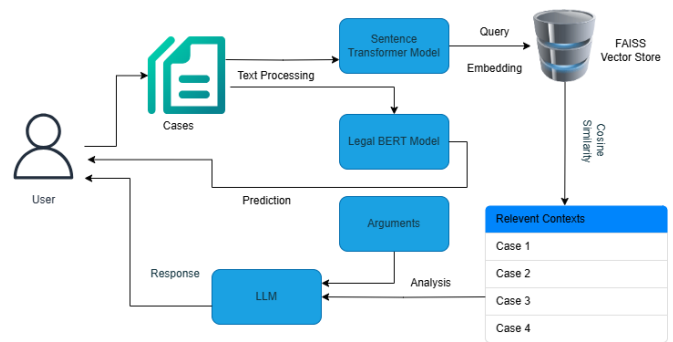 Sentence
Transformer Model
Query
Embedding
FAISS
Vector Store
Text Processing
Cases
Legal BERT Model
Cosine
Similarity
User
Prediction
Arguments
Relevent Contexts
Case 1
Case 2
Case 3
Case 4
Response
LLM
Analysis